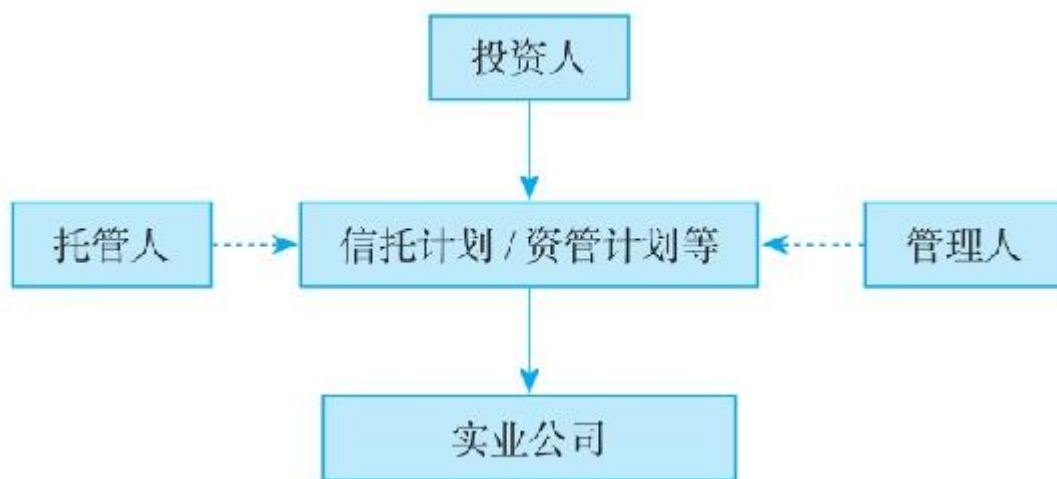 投资人
托管人
信托计划/资管计划等
管理人
实业公司